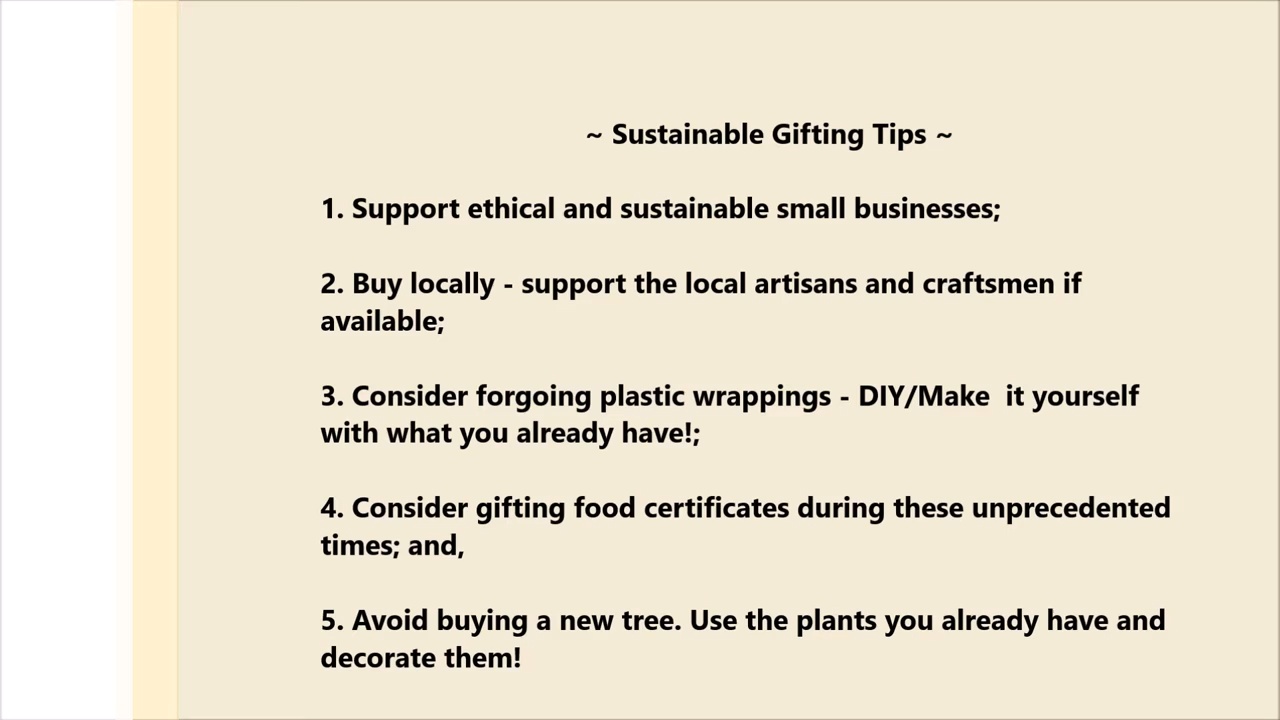 ~ Sustainable Gifting Tips ~
1. Support ethical and sustainable small businesses;
2. Buy locally - support the local artisans and craftsmen if
available;
3. Consider forgoing plastic wrappings - DIY/Make  it yourself
with what you already have!;
4. Consider gifting food certificates during these unprecedented
times; and,
5. Avoid buying a new tree. Use the plants you already have and
decorate them!